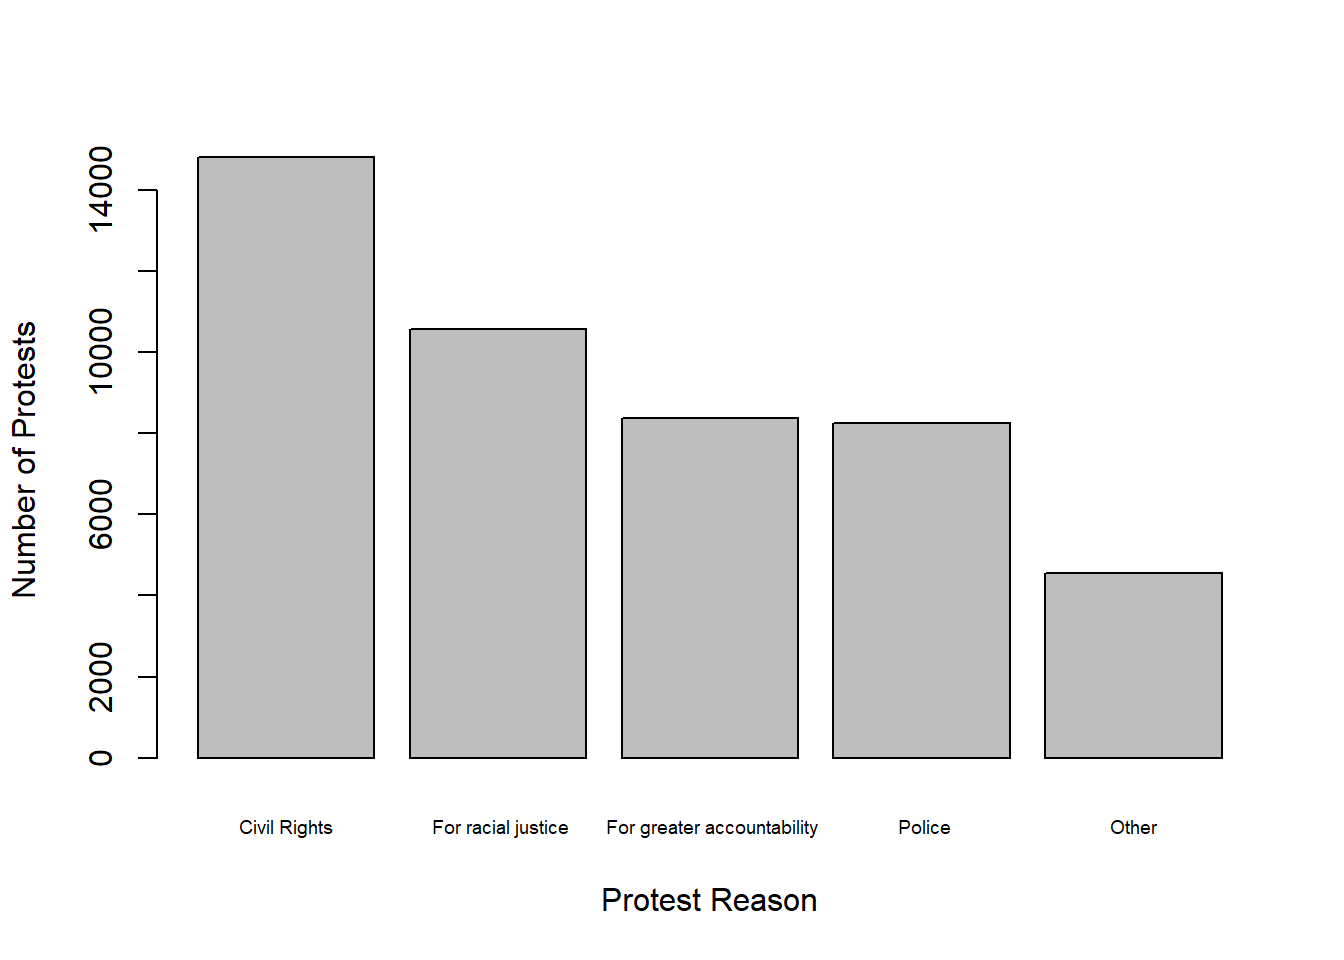 Number of Protests
14000
10000
6000
2000
0
Civil Rights
For racial justice
For greater accountability
Police
Other
Protest Reason